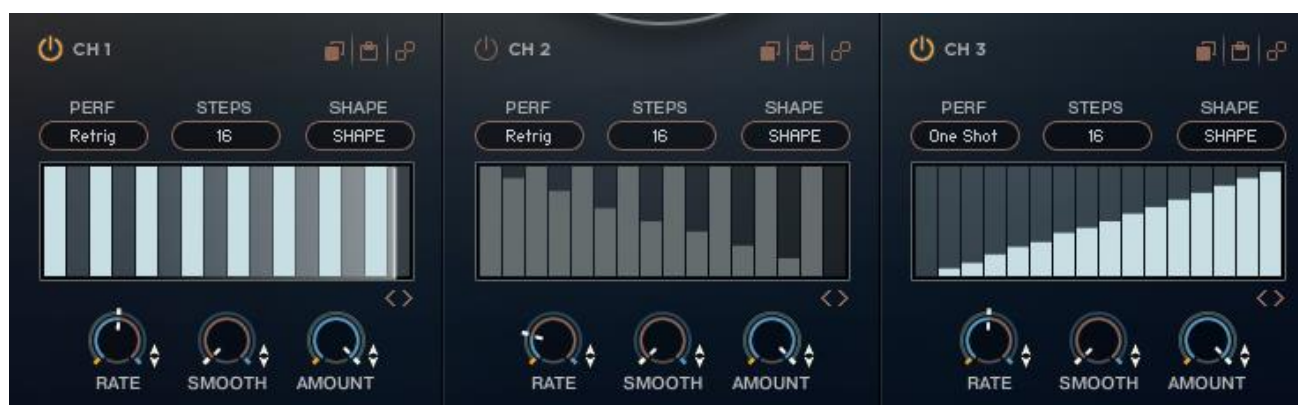 CH 1
PERF STEPS SHAPE
Retrig 16 SHAPE
RATE SMOOTH AMOUNT
CH 2
PERF STEPS SHAPE
Retrig 16 SHAPE
RATE SMOOTH AMOUNT
CH 3
PERF STEPS SHAPE
One Shot 16 SHAPE
RATE SMOOTH AMOUNT